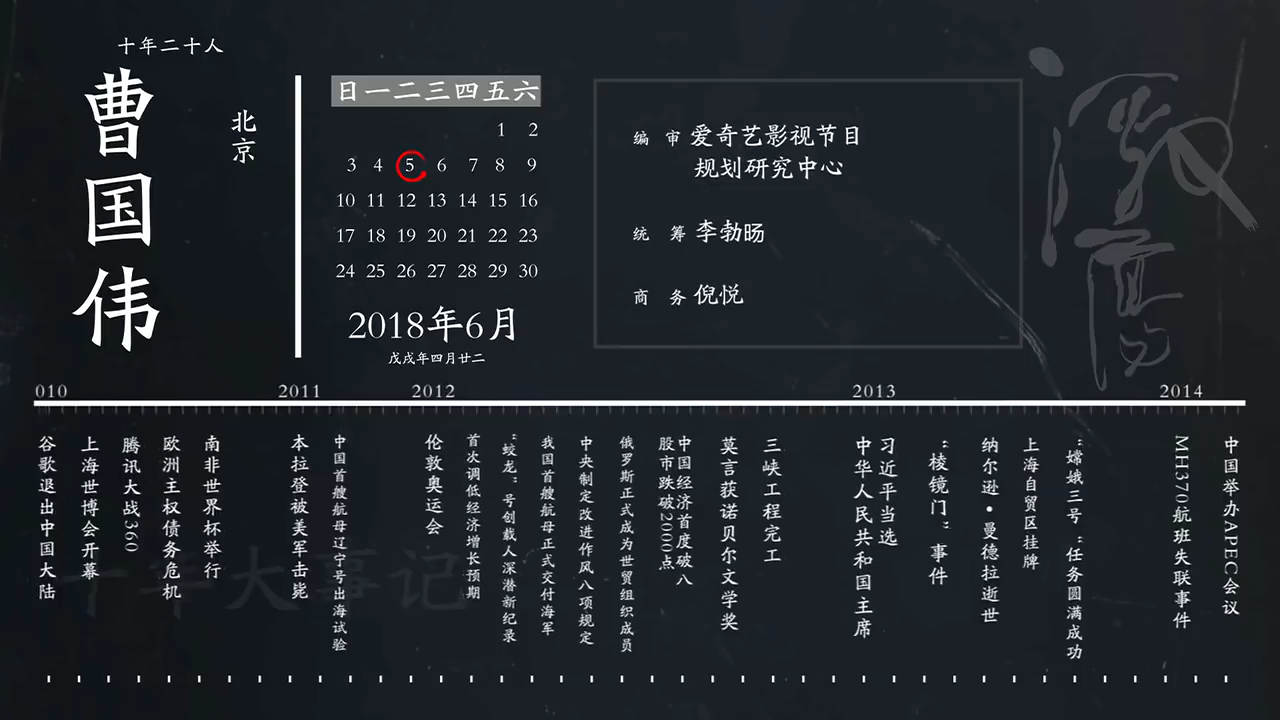 十年二十人
曹国伟
北京
日一二三四五六
1 2
3 4 5 6 7 8 9
10 11 12 13 14 15 16
17 18 19 20 21 22 23
24 25 26 27 28 29 30
2018年6月
戊戌年四月廿二
编审 爱奇艺影视节目
规划研究中心
统筹 李勃旸
商务 倪悦
010 2011 2012 2013 2014
谷歌退出中国大陆
上海世博会开幕
腾讯大战360
欧洲主权债务危机
南非世界杯举行
本拉登被美军击毙
中国首艘航母辽宁号出海试验
伦敦奥运会
首次调低经济增长预期
“蛟龙”号创载人深潜新纪录
我国首艘航母正式交付海军
中央制定改进作风八项规定
俄罗斯正式成为世贸组织成员
中国经济首度破八
股市跌破2000点
莫言获诺贝尔文学奖
三峡工程完工
习近平当选
中华人民共和国主席
“棱镜门”事件
纳尔逊·曼德拉逝世
上海自贸区挂牌
“嫦娥三号”任务圆满成功
MH370航班失联事件
中国举办APEC会议
十年大事记